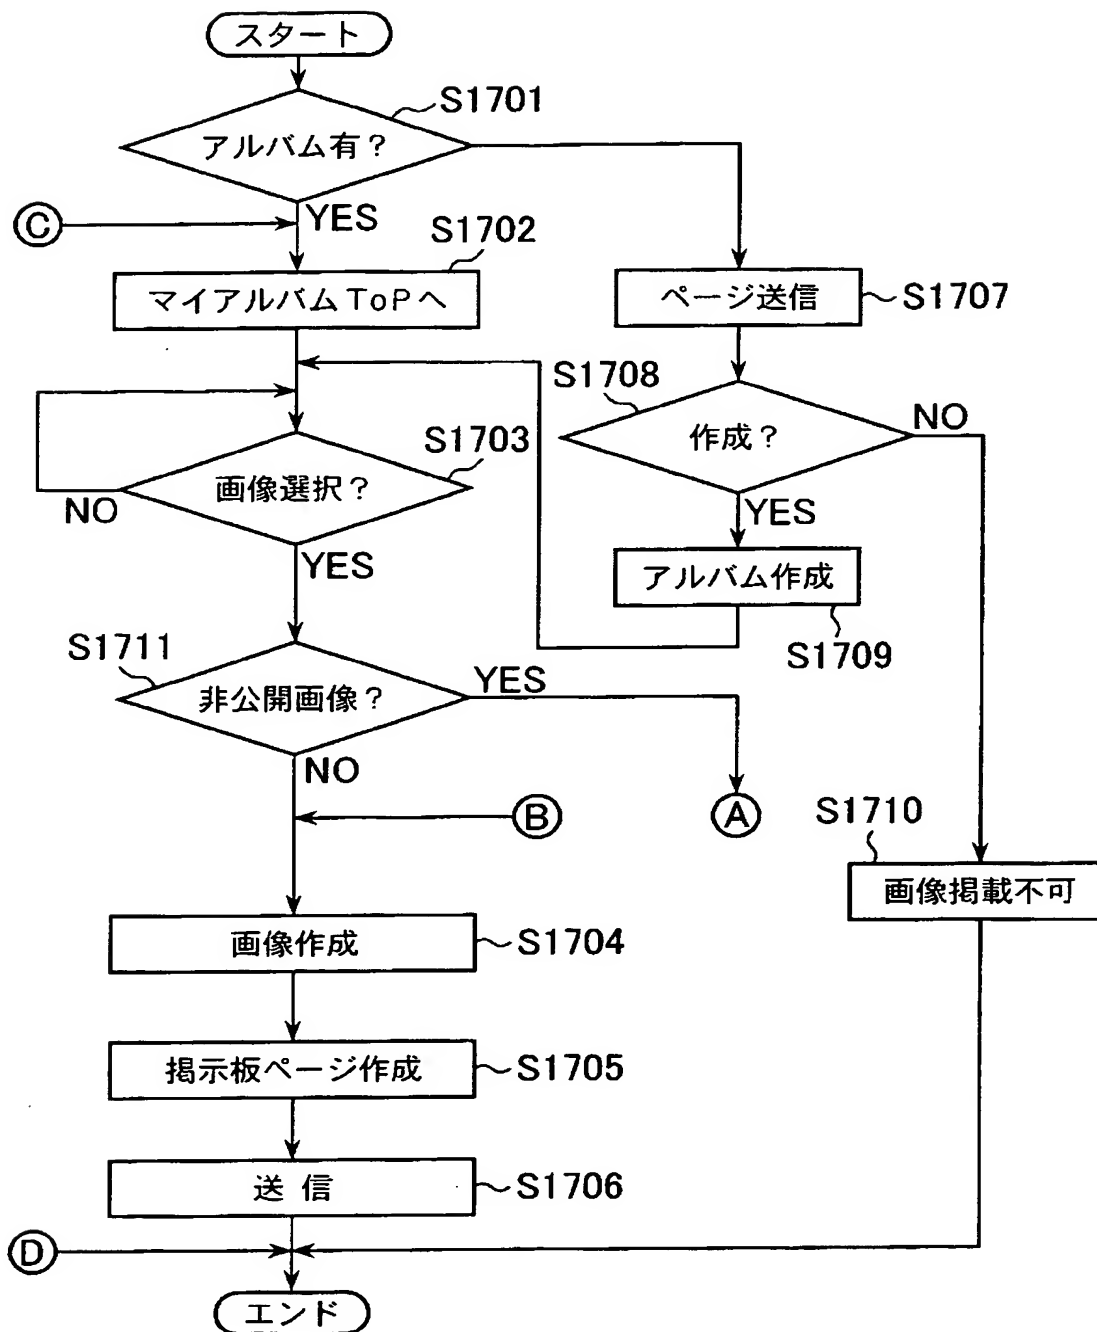 スタート
S1701
アルバム有?
C
YES
S1702
マイアルバムToPへ
ページ送信
S1707
S1708
作成?
NO
S1703
画像選択?
NO
YES
YES
アルバム作成
S1709
S1711
非公開画像?
YES
NO
B
A
S1710
画像掲載不可
画像作成
S1704
掲示板ページ作成
S1705
送信
S1706
D
エンド